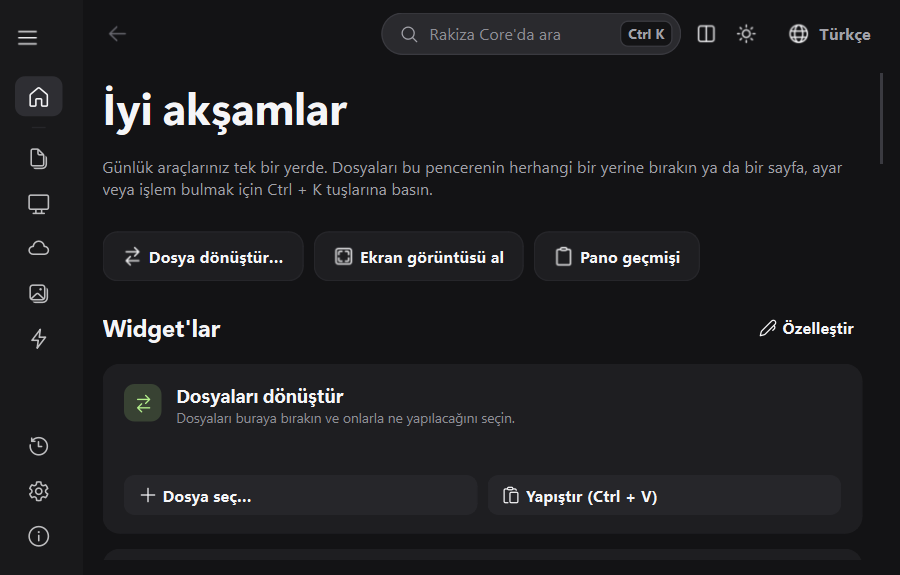 Rakiza Core'da ara
Ctrl K
Türkçe
İyi akşamlar
Günlük araçlarınız tek bir yerde. Dosyaları bu pencerenin herhangi bir yerine bırakın ya da bir sayfa, ayar
veya işlem bulmak için Ctrl + K tuşlarına basın.
Dosya dönüştür...
Ekran görüntüsü al
Pano geçmişi
Widget'lar
Özelleştir
Dosyaları dönüştür
Dosyaları buraya bırakın ve onlarla ne yapılacağını seçin.
Dosya seç...
Yapıştır (Ctrl + V)